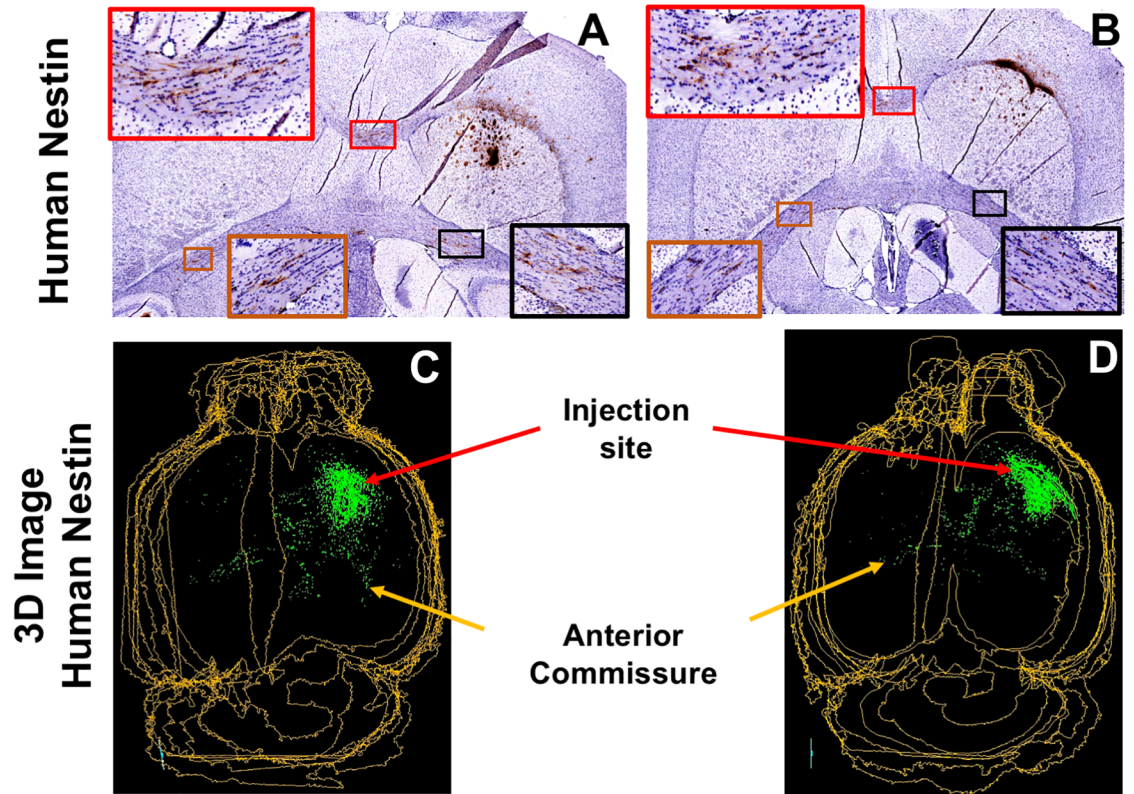 Human Nestin
A
B
3D Image
Human Nestin
C
D
Injection
site
Anterior
Commissure